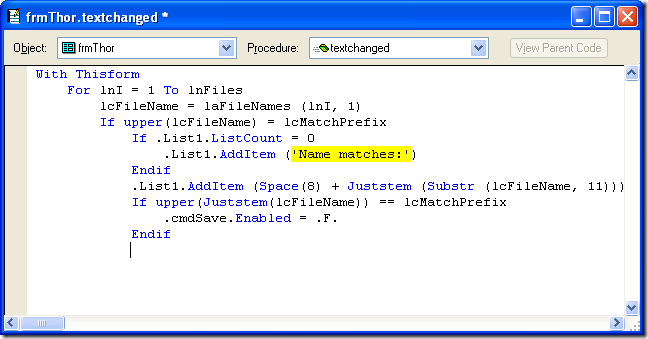 frmThor.textchanged *
Object: frmThor Procedure: textchanged View Parent Code
With Thisform
For lnI = 1 To lnFiles
lcFileName = laFileNames (lnI, 1)
If upper(lcFileName) = lcMatchPrefix
If .List1.ListCount = 0
.List1.AddItem ('Name matches:')
Endif
.List1.AddItem (Space(8) + Juststem (Substr (lcFileName, 11)))
If upper(Juststem(lcFileName)) == lcMatchPrefix
.cmdSave.Enabled = .F.
Endif